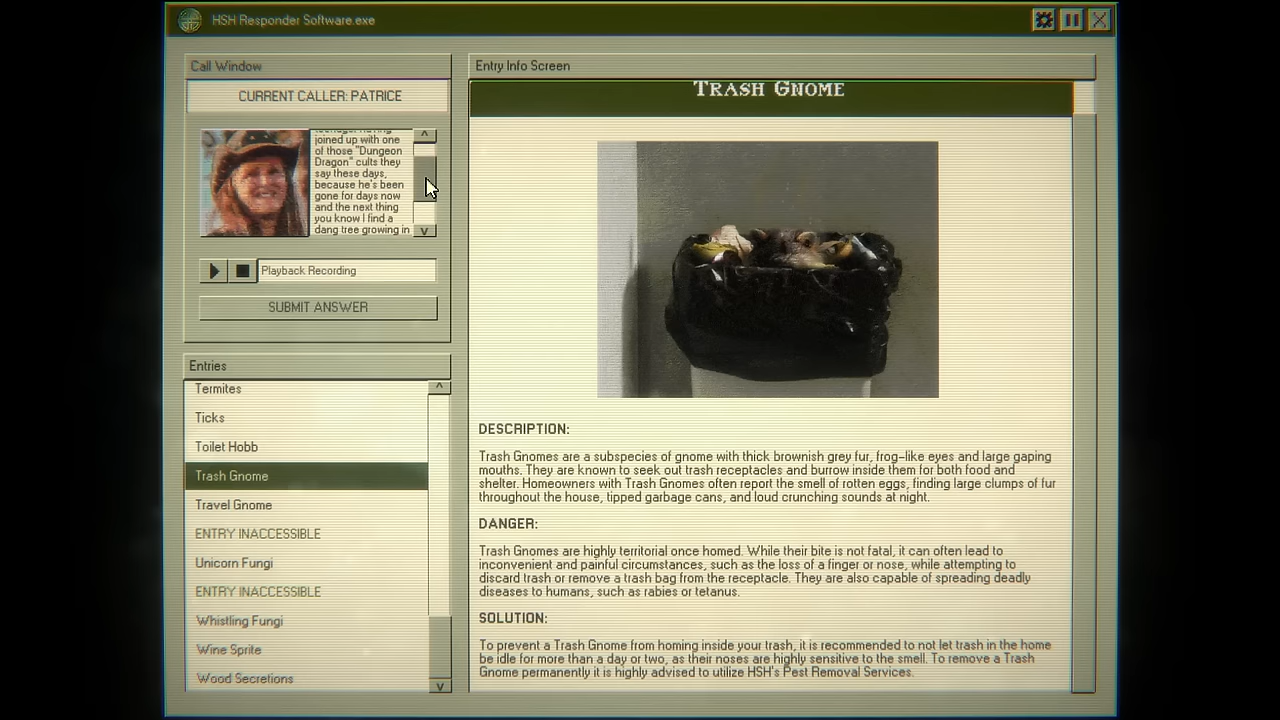 HSH Responder Software.exe
Call Window
CURRENT CALLER: PATRICE
joined up with one
of those "Dungeon
Dragon" cults they
say these days,
because he's been
gone for days now
and the next thing
you know I find a
dang tree growing in
Playback Recording
SUBMIT ANSWER
Entries
Termites
Ticks
Toilet Hobb
Trash Gnome
Travel Gnome
ENTRY INACCESSIBLE
Unicorn Fungi
ENTRY INACCESSIBLE
Whistling Fungi
Wine Sprite
Wood Secretions
Entry Info Screen
Trash Gnome
DESCRIPTION:
Trash Gnomes are a subspecies of gnome with thick brownish grey fur, frog-like eyes and large gaping
mouths. They are known to seek out trash receptacles and burrow inside them for both food and
shelter. Homeowners with Trash Gnomes often report the smell of rotten eggs, finding large clumps of fur
throughout the house, tipped garbage cans, and loud crunching sounds at night.
DANGER:
Trash Gnomes are highly territorial once homed. While their bite is not fatal, it can often lead to
inconvenient and painful circumstances, such as the loss of a finger or nose, while attempting to
discard trash or remove a trash bag from the receptacle. They are also capable of spreading deadly
diseases to humans, such as rabies or tetanus.
SOLUTION:
To prevent a Trash Gnome from homing inside your trash, it is recommended to not let trash in the home
be idle for more than a day or two, as their noses are highly sensitive to the smell. To remove a Trash
Gnome permanently it is highly advised to utilize HSH's Pest Removal Services.